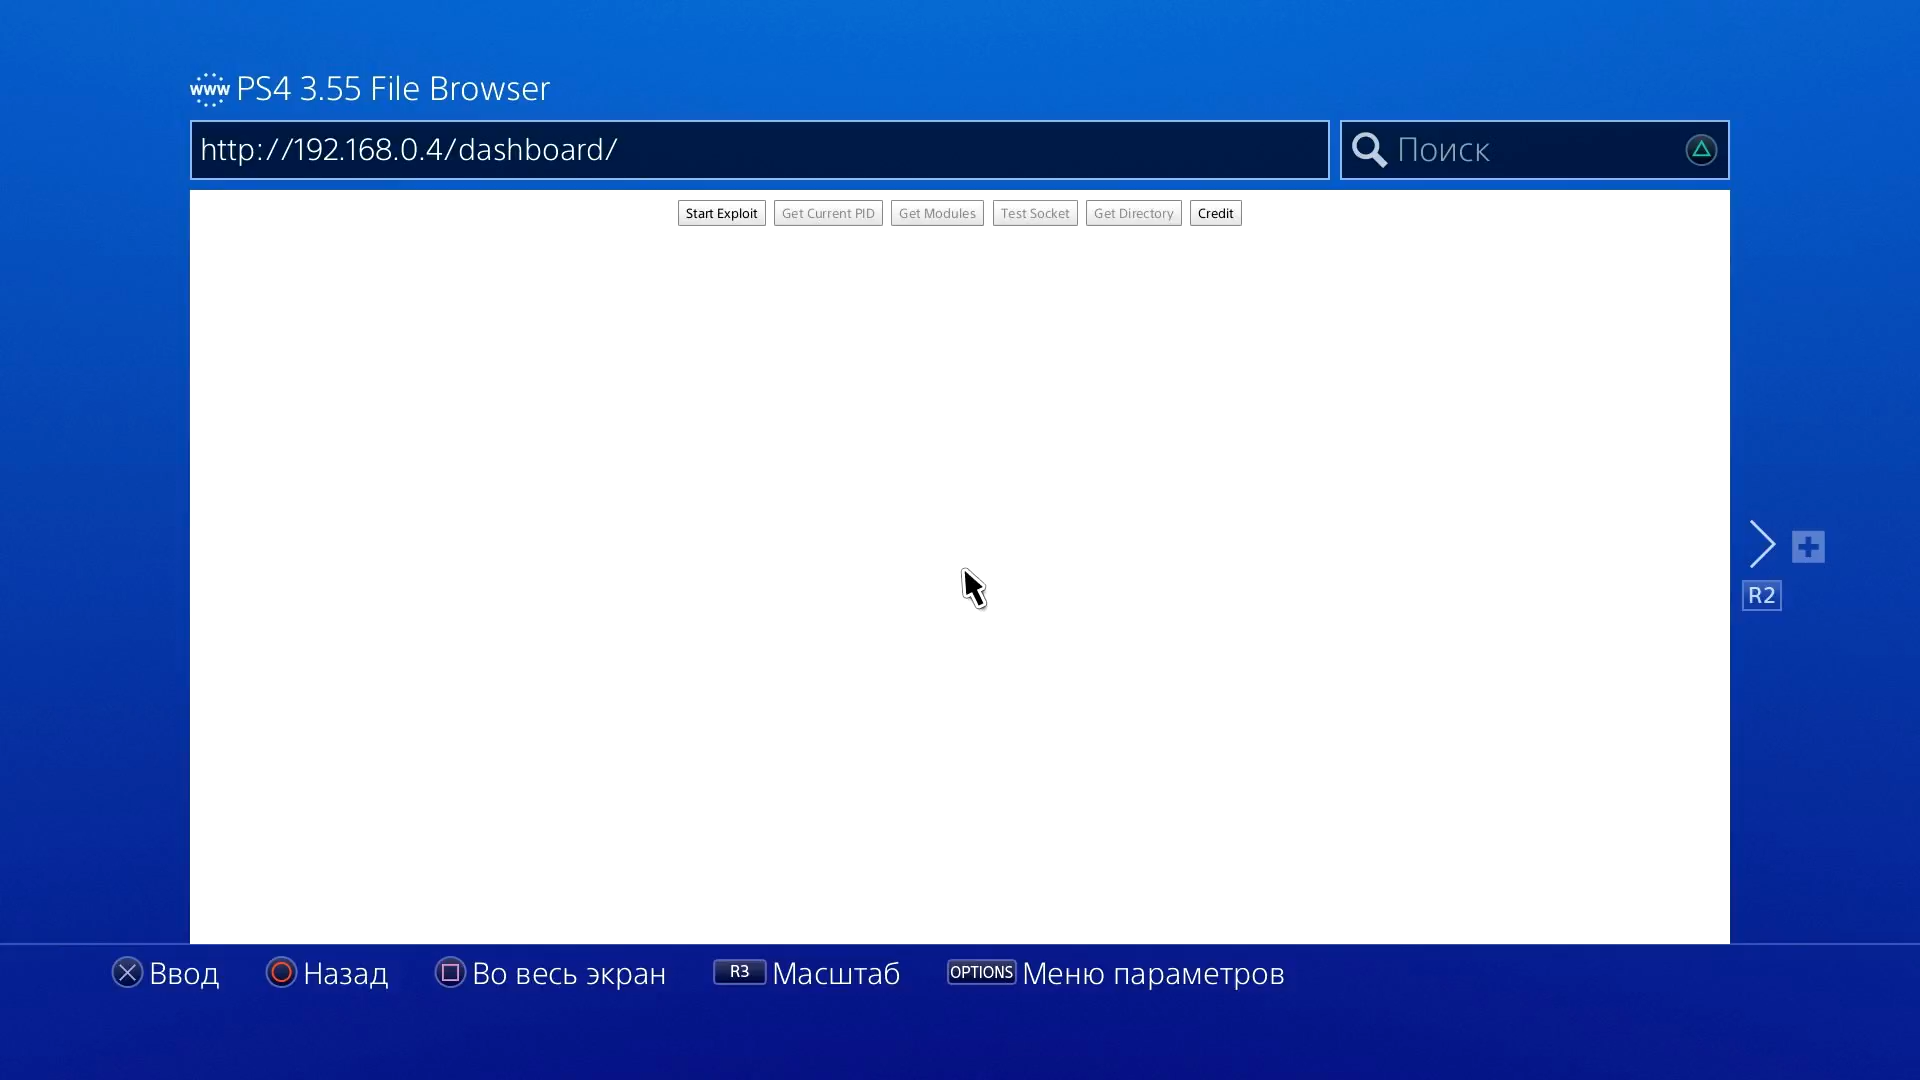 www PS4 3.55 File Browser
http://192.168.0.4/dashboard/ Поиск
Start Exploit Get Current PID Get Modules Test Socket Get Directory Credit
R2
Ввод Назад Во весь экран R3 Масштаб OPTIONS Меню параметров